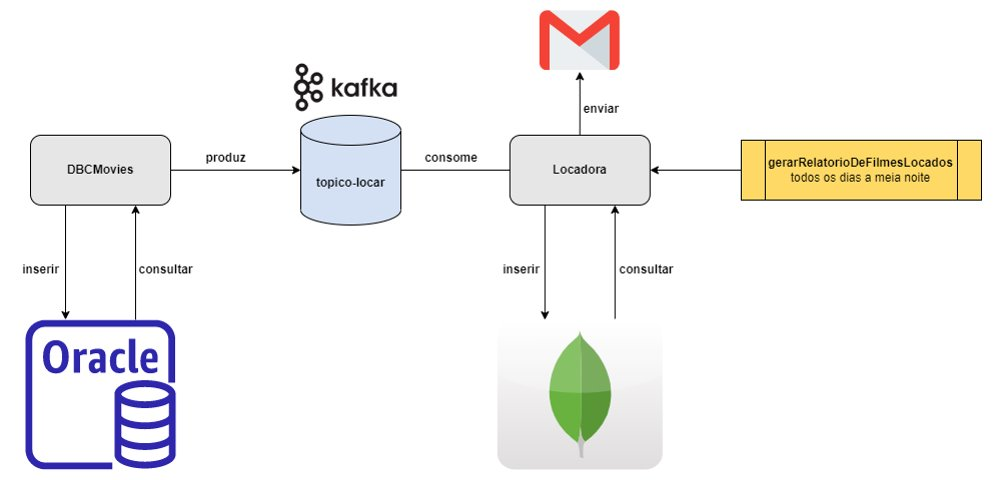 kafka
enviar
DBCMovies
produz
topico-locar
consome
Locadora
gerarRelatorioDeFilmesLocados
todos os dias a meia noite
inserir
consultar
inserir
consultar
Oracle